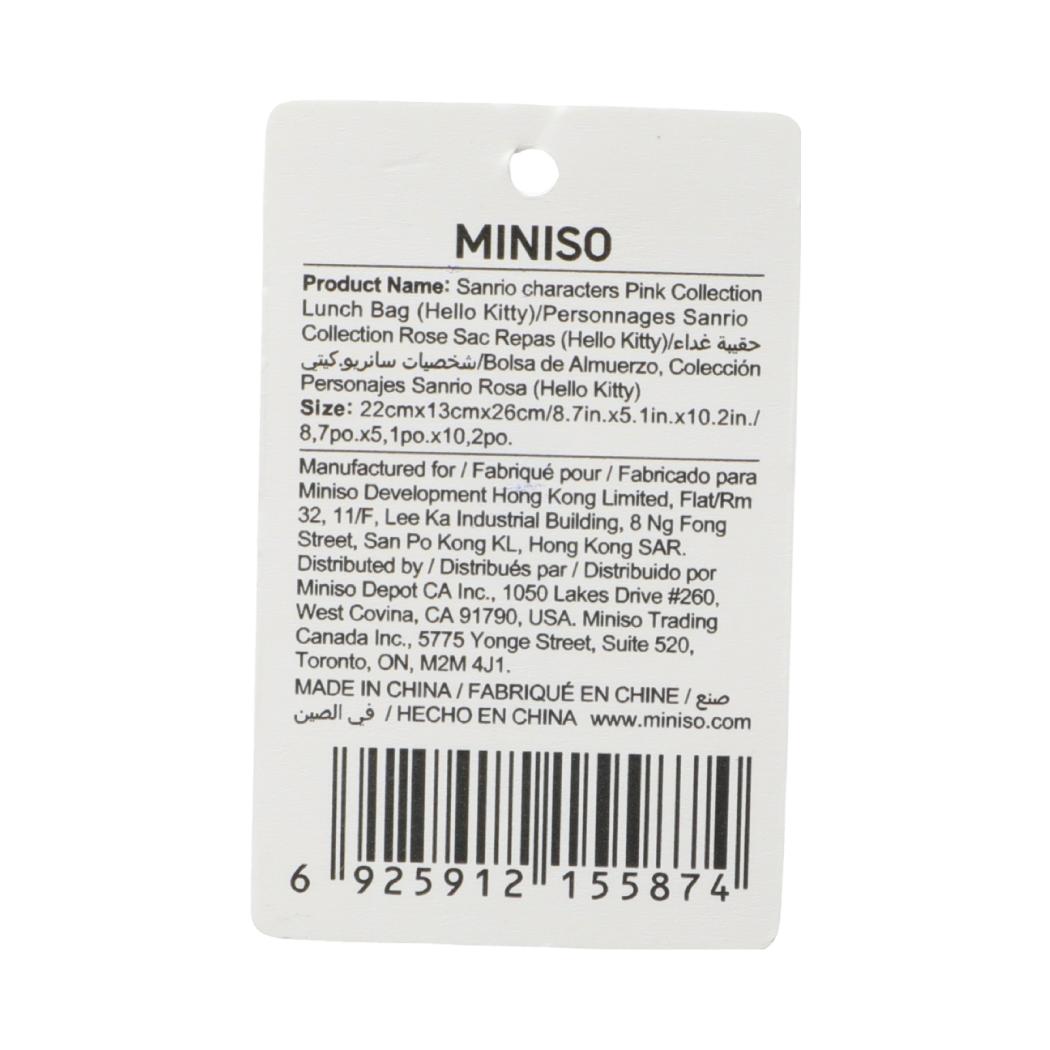 MINISO
Product Name: Sanrio characters Pink Collection
Lunch Bag (Hello Kitty)/Personnages Sanrio
Collection Rose Sac Repas (Hello Kitty)/حقيبة غداء
شخصيات سانريو.كيتي/Bolsa de Almuerzo, Colección
Personajes Sanrio Rosa (Hello Kitty)
Size: 22cmx13cmx26cm/8.7in.x5.1in.x10.2in./
8,7po.x5,1po.x10,2po.
Manufactured for / Fabriqué pour / Fabricado para
Miniso Development Hong Kong Limited, Flat/Rm
32, 11/F, Lee Ka Industrial Building, 8 Ng Fong
Street, San Po Kong KL, Hong Kong SAR.
Distributed by / Distribués par / Distribuido por
Miniso Depot CA Inc., 1050 Lakes Drive #260,
West Covina, CA 91790, USA. Miniso Trading
Canada Inc., 5775 Yonge Street, Suite 520,
Toronto, ON, M2M 4J1.
MADE IN CHINA / FABRIQUÉ EN CHINE / صنع
في الصين / HECHO EN CHINA www.miniso.com
6 925912 155874